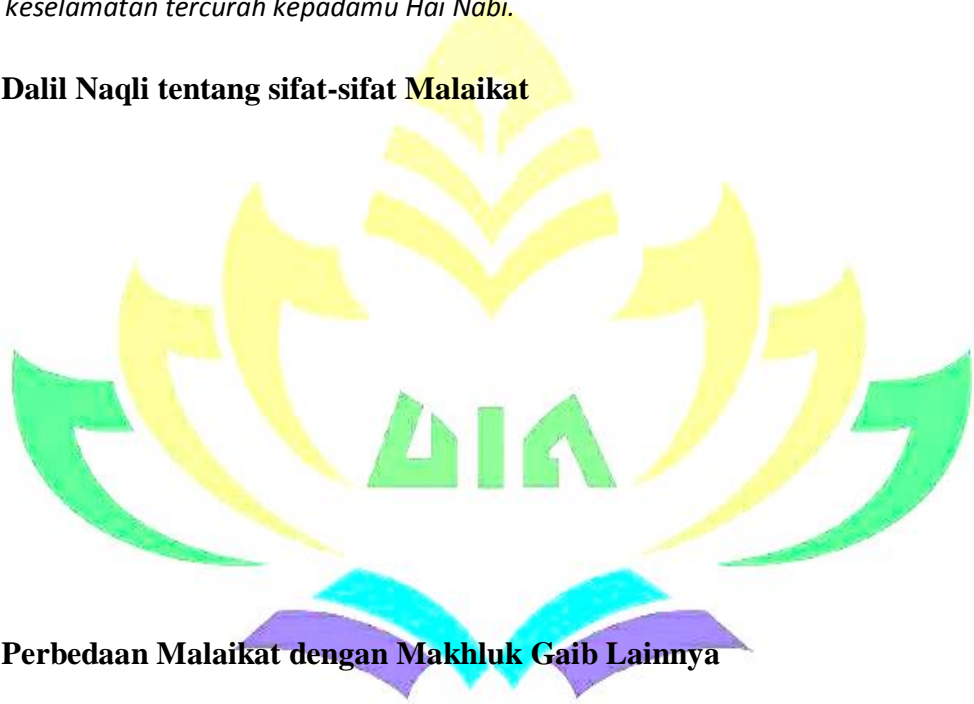 keselamatan tercurah kepadamu Hai Nabi.
Dalil Naqli tentang sifat-sifat Malaikat
UIN
Perbedaan Malaikat dengan Makhluk Gaib Lainnya